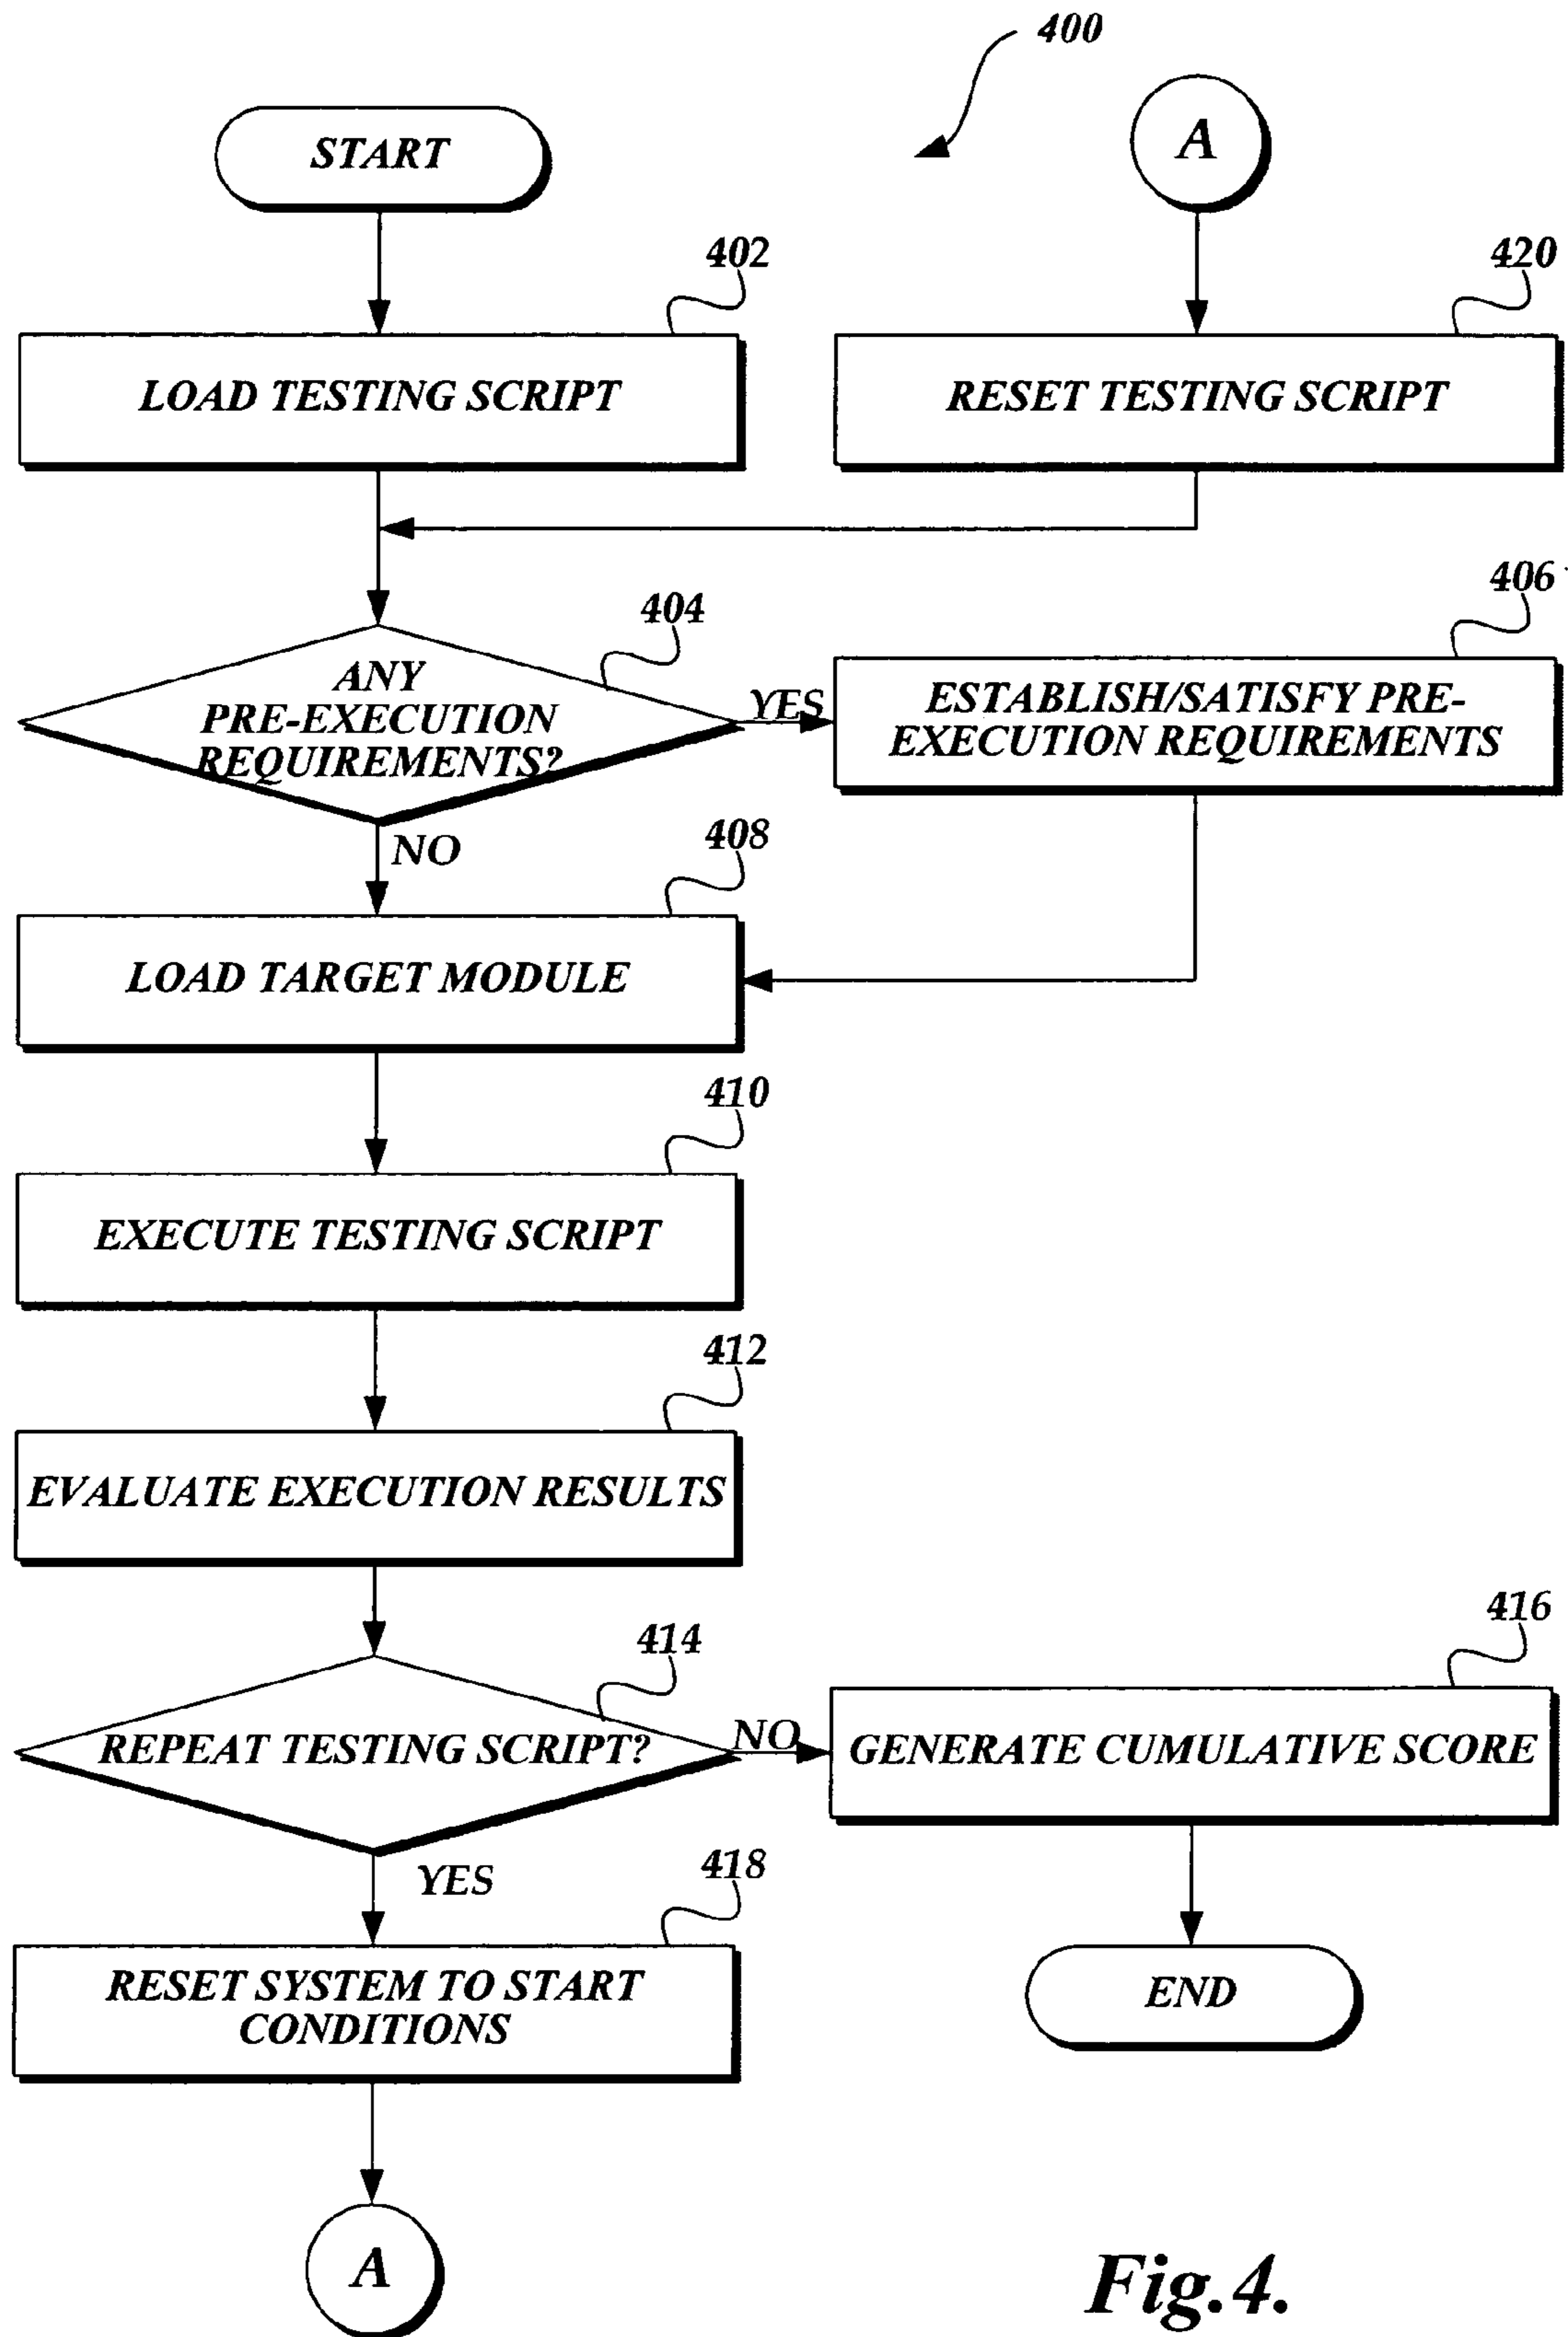 400
START
A
402
420
LOAD TESTING SCRIPT
RESET TESTING SCRIPT
404
406
ANY
PRE-EXECUTION
REQUIREMENTS?
YES
ESTABLISH/SATISFY PRE-
EXECUTION REQUIREMENTS
NO
408
LOAD TARGET MODULE
410
EXECUTE TESTING SCRIPT
412
EVALUATE EXECUTION RESULTS
414
416
REPEAT TESTING SCRIPT?
NO
GENERATE CUMULATIVE SCORE
YES
418
RESET SYSTEM TO START
CONDITIONS
END
A
Fig.4.